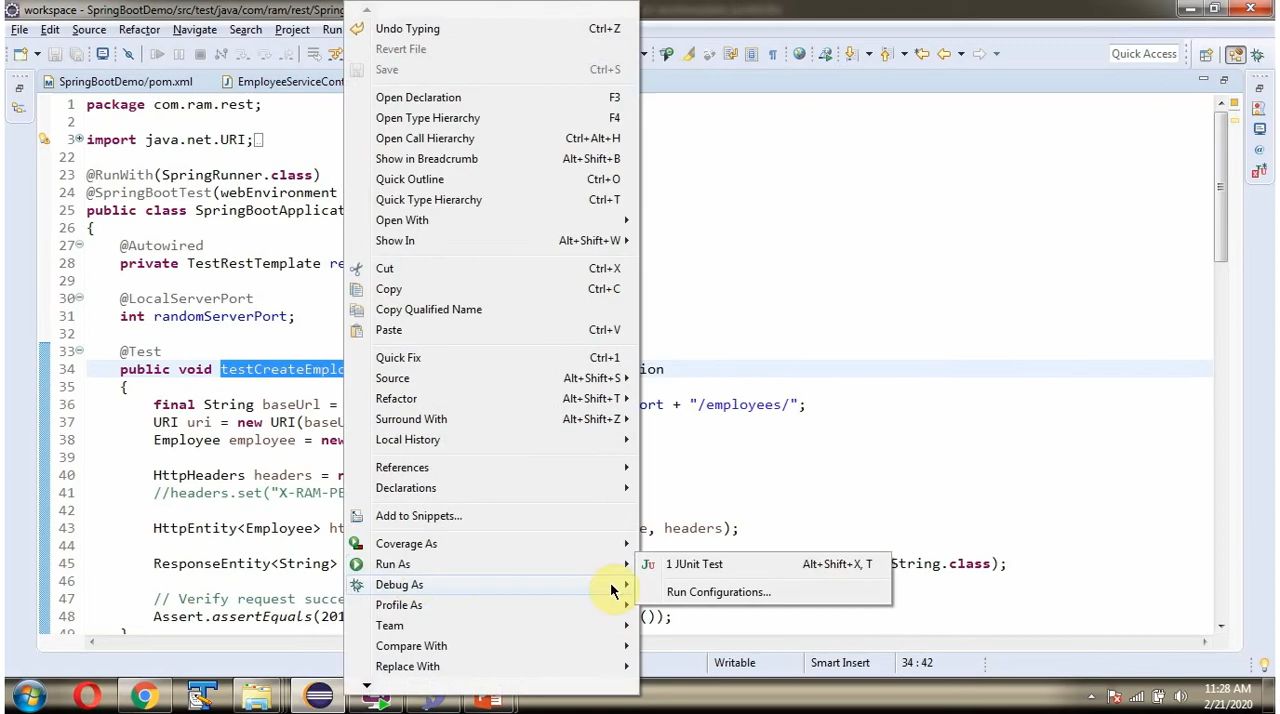 workspace - SpringBootDemo/src/test/java/com/ram/rest/Spring
File Edit Source Refactor Navigate Search Project Run
Quick Access
SpringBootDemo/pom.xml
EmployeeServiceCont
1 package com.ram.rest;
2
3 import java.net.URI;
22
23 @RunWith(SpringRunner.class)
24 @SpringBootTest(webEnvironment
25 public class SpringBootApplicat
26 {
27 @Autowired
28 private TestRestTemplate re
29
30 @LocalServerPort
31 int randomServerPort;
32
33 @Test
34 public void testCreateEmplo ion
35 {
36 final String baseUrl = ort + "/employees/";
37 URI uri = new URI(baseU
38 Employee employee = new
39
40 HttpHeaders headers = n
41 //headers.set("X-RAM-PE
42
43 HttpEntity<Employee> ht e, headers);
44
45 ResponseEntity<String> String.class);
46
47 // Verify request succe
48 Assert.assertEquals(201 ());
49 }
Undo Typing Ctrl+Z
Revert File
Save Ctrl+S
Open Declaration F3
Open Type Hierarchy F4
Open Call Hierarchy Ctrl+Alt+H
Show in Breadcrumb Alt+Shift+B
Quick Outline Ctrl+O
Quick Type Hierarchy Ctrl+T
Open With
Show In Alt+Shift+W
Cut Ctrl+X
Copy Ctrl+C
Copy Qualified Name
Paste Ctrl+V
Quick Fix Ctrl+1
Source Alt+Shift+S
Refactor Alt+Shift+T
Surround With Alt+Shift+Z
Local History
References
Declarations
Add to Snippets...
Coverage As
Run As
Debug As
Profile As
Team
Compare With
Replace With
1 JUnit Test Alt+Shift+X, T
Run Configurations...
Writable Smart Insert 34 : 42
11:28 AM
2/21/2020